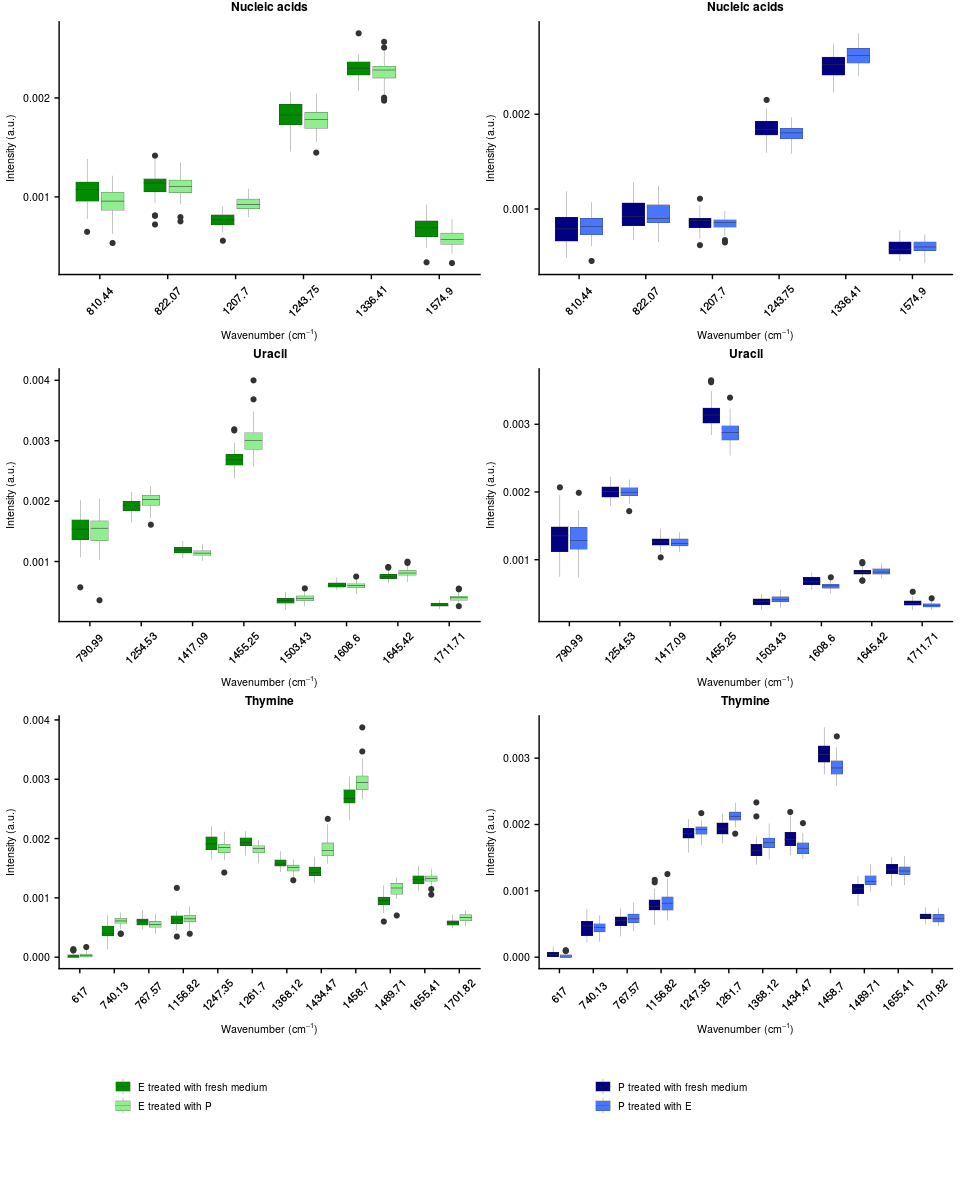 Nucleic acids
Intensity (a.u.)
0.002
0.001
810.44 822.07 1207.7 1243.75 1336.41 1574.9
Wavenumber (cm⁻¹)
Nucleic acids
Intensity (a.u.)
0.002
0.001
810.44 822.07 1207.7 1243.75 1336.41 1574.9
Wavenumber (cm⁻¹)
Uracil
Intensity (a.u.)
0.004
0.003
0.002
0.001
790.99 1254.53 1417.09 1455.25 1503.43 1608.6 1645.42 1711.71
Wavenumber (cm⁻¹)
Uracil
Intensity (a.u.)
0.003
0.002
0.001
790.99 1254.53 1417.09 1455.25 1503.43 1608.6 1645.42 1711.71
Wavenumber (cm⁻¹)
Thymine
Intensity (a.u.)
0.004
0.003
0.002
0.001
0.000
617 740.13 767.57 1156.82 1247.35 1261.7 1368.12 1434.47 1458.7 1489.71 1655.41 1701.82
Wavenumber (cm⁻¹)
Thymine
Intensity (a.u.)
0.003
0.002
0.001
0.000
617 740.13 767.57 1156.82 1247.35 1261.7 1368.12 1434.47 1458.7 1489.71 1655.41 1701.82
Wavenumber (cm⁻¹)
E treated with fresh medium
E treated with P
P treated with fresh medium
P treated with E